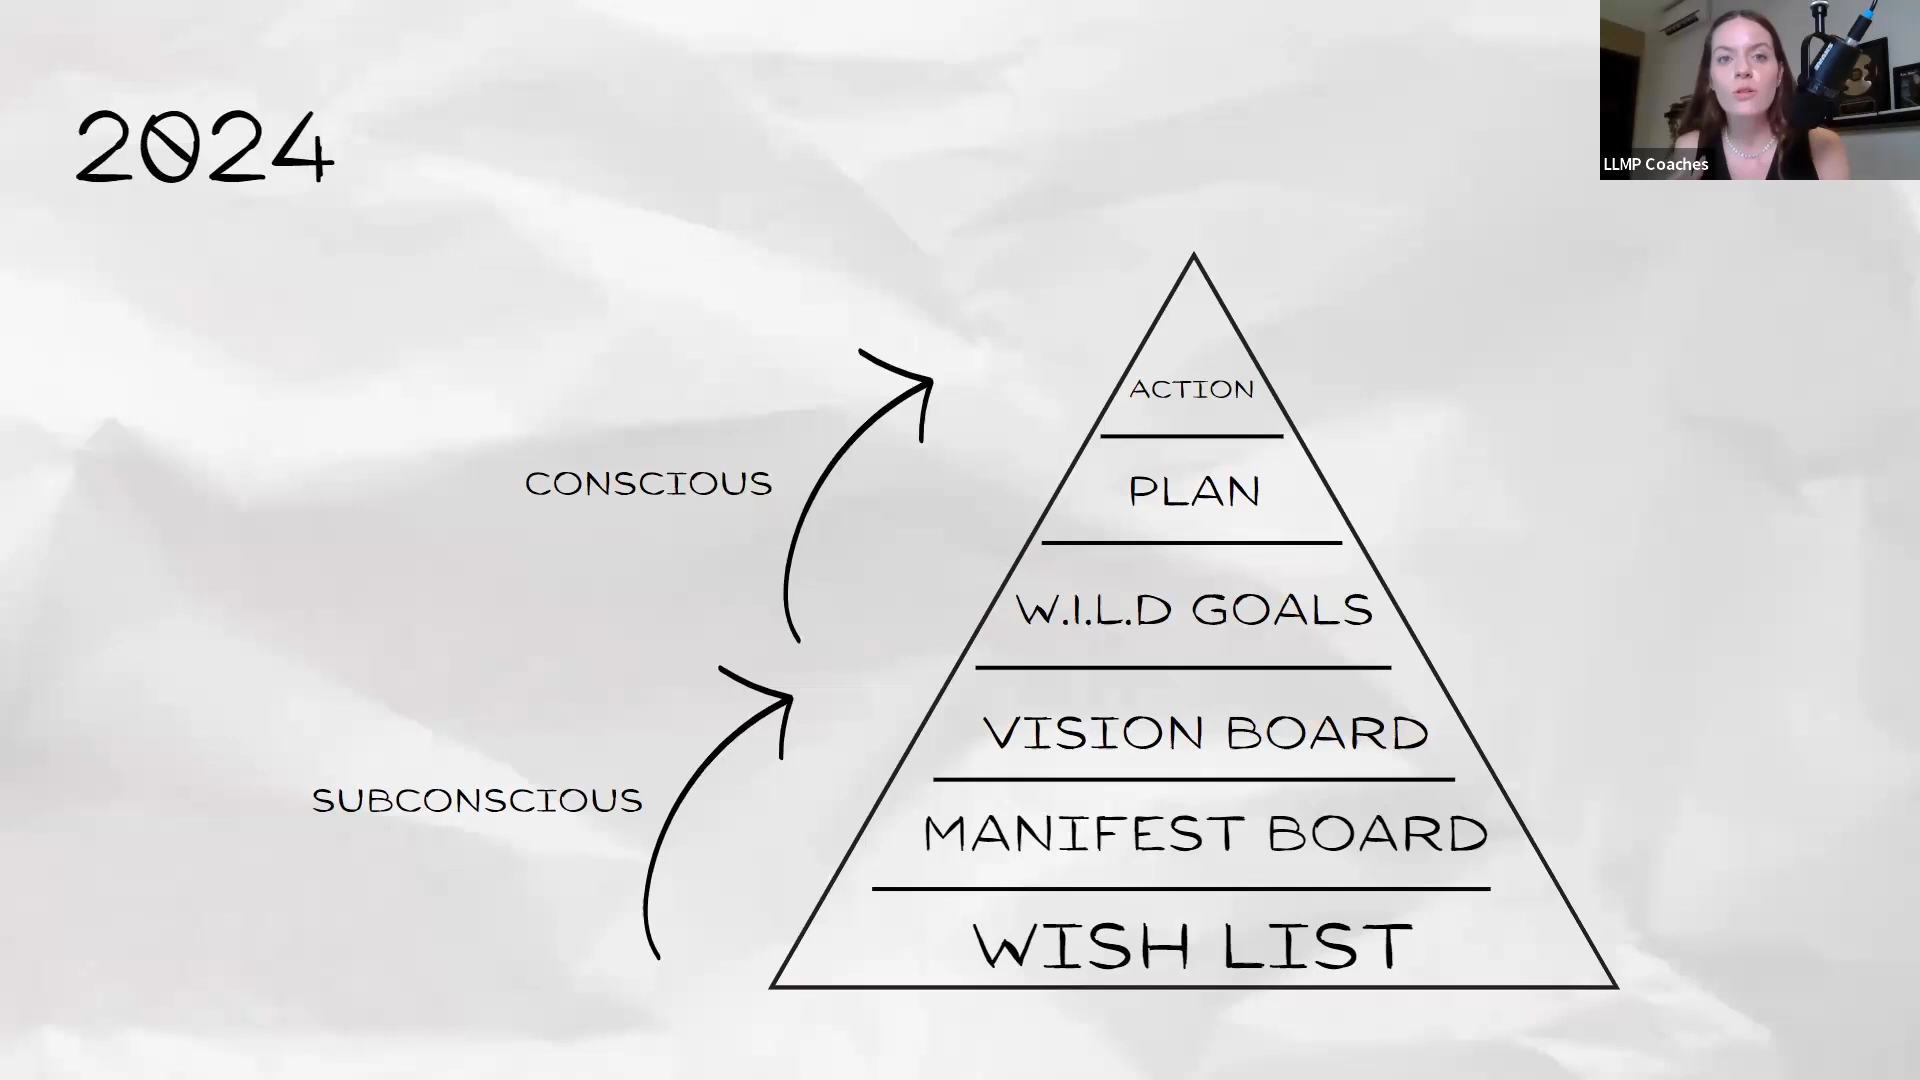 2024
LLMP Coaches
ACTION
CONSCIOUS
PLAN
W.I.L.D GOALS
VISION BOARD
SUBCONSCIOUS
MANIFEST BOARD
WISH LIST